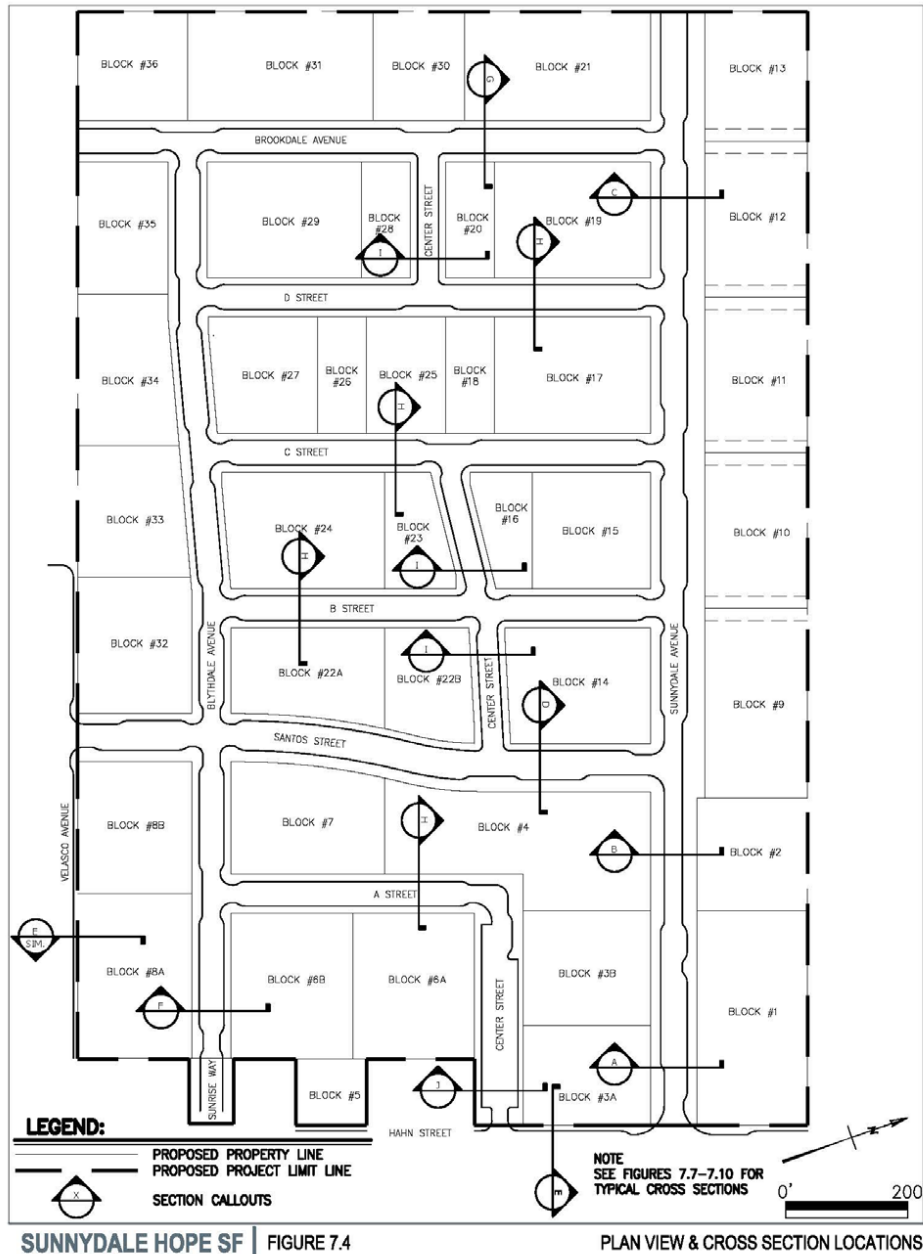 BLOCK #36
BLOCK #31
BLOCK #30
BLOCK #21
BLOCK #13
G
BROOKDALE AVENUE
BLOCK #35
BLOCK #29
BLOCK
#28
CENTER STREET
BLOCK
#20
BLOCK #19
C
BLOCK #12
H
I
D STREET
BLOCK #34
BLOCK #27
BLOCK
#26
BLOCK #25
BLOCK
#18
BLOCK #17
BLOCK #11
H
C STREET
BLOCK #33
BLOCK #24
BLOCK
#23
BLOCK
#16
BLOCK #15
BLOCK #10
H
I
B STREET
BLOCK #32
BLYTHDALE AVENUE
BLOCK #22A
BLOCK #22B
I
CENTER STREET
BLOCK #14
SUNNYDALE AVENUE
BLOCK #9
D
SANTOS STREET
VELASCO AVENUE
BLOCK #8B
BLOCK #7
H
BLOCK #4
B
BLOCK #2
A STREET
E
SIM.
BLOCK #8A
BLOCK #6B
BLOCK #6A
CENTER STREET
BLOCK #3B
BLOCK #1
F
SUNRISE WAY
BLOCK #5
J
A
BLOCK #3A
HAHN STREET
E
LEGEND:
PROPOSED PROPERTY LINE
PROPOSED PROJECT LIMIT LINE
X
SECTION CALLOUTS
NOTE
SEE FIGURES 7.7-7.10 FOR
TYPICAL CROSS SECTIONS
N
0'
200
SUNNYDALE HOPE SF | FIGURE 7.4
PLAN VIEW & CROSS SECTION LOCATIONS